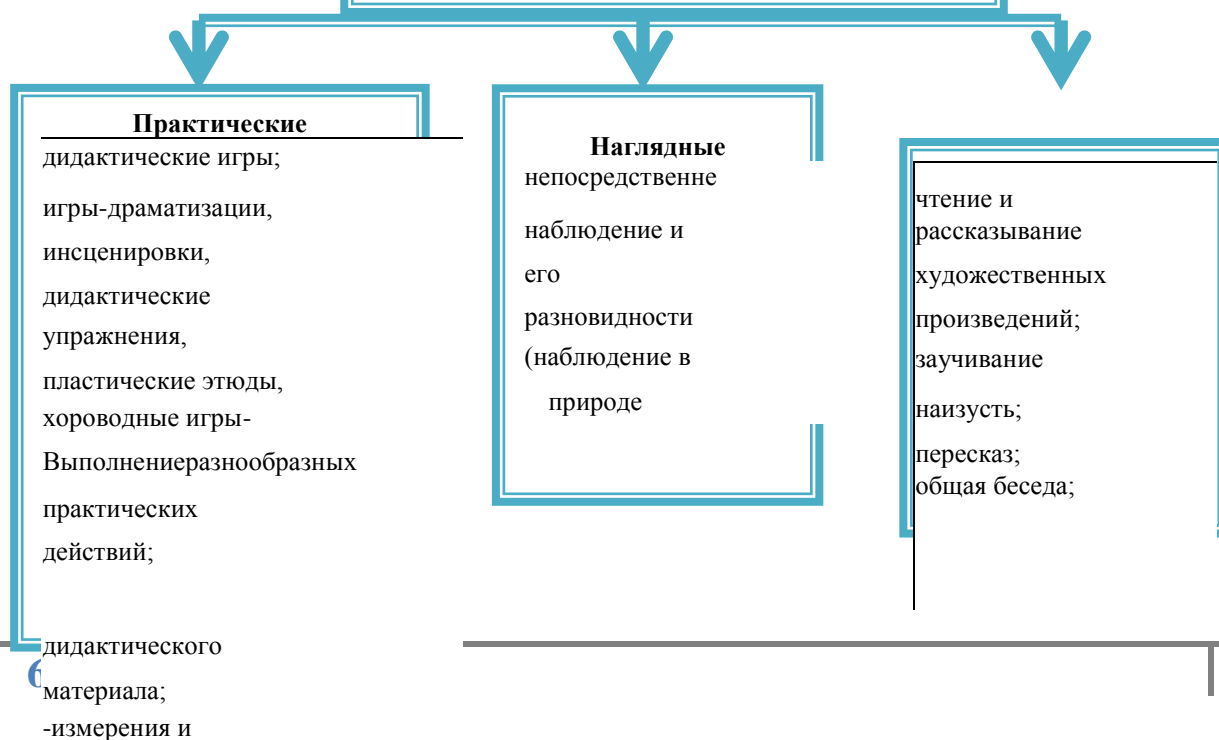 Практические
дидактические игры;
игры-драматизации,
инсценировки,
дидактические
упражнения,
пластические этюды,
хороводные игры-
Выполнениеразнообразных
практических
действий;
дидактического
материала;
-измерения и
Наглядные
непосредственне
наблюдение и
его
разновидности
(наблюдение в
природе
чтение и
рассказывание
художественных
произведений;
заучивание
наизусть;
пересказ;
общая беседа;